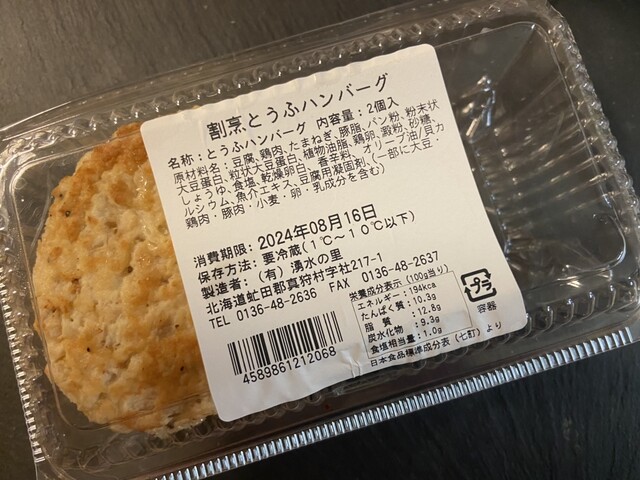 割烹とうふハンバーグ
名称：とうふハンバーグ 内容量：2個入
原材料名：豆腐、鶏肉、たまねぎ、豚脂、パン粉、粉末状
大豆蛋白、粒状大豆蛋白、植物油脂、鶏卵、澱粉、砂糖、
しょうゆ、食塩、乾燥卵白、香辛料、オリーブ油/貝カ
ルシウム、魚介エキス、豆腐用凝固剤、(一部に大豆・
鶏肉・豚肉・小麦・卵・乳成分を含む)
消費期限：2024年08月16日
保存方法：要冷蔵(1℃〜10℃以下)
製造者：(有)湧水の里
北海道虻田郡真狩村字社217-1
TEL 0136-48-2636 FAX 0136-48-2637
栄養成分表示(100g当り)
エネルギー：194kca
たんぱく質：10.3g
脂質：12.8g
炭水化物：9.3g
食塩相当量：1.0g
日本食品標準成分表(七訂)より
プラ
容器
4589861212068